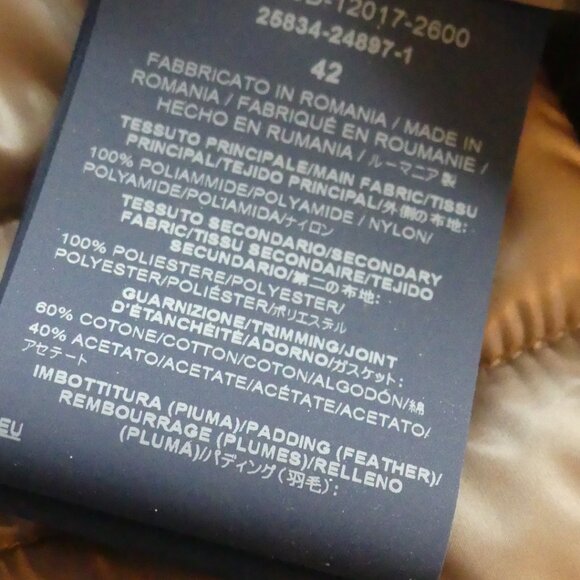 D-12017-2600
25834-24897-1
42
FABBRICATO IN ROMANIA / MADE IN
ROMANIA / FABRIQUÉ EN ROUMANIE /
HECHO EN RUMANIA / ルーマニア製
TESSUTO PRINCIPALE/MAIN FABRIC/TISSU
PRINCIPAL/TEJIDO PRINCIPAL/外側の布地:
100% POLIAMMIDE/POLYAMIDE / NYLON/
POLYAMIDE/POLIAMIDA/ナイロン
TESSUTO SECONDARIO/SECONDARY
FABRIC/TISSU SECONDAIRE/TEJIDO
SECUNDARIO/第二の布地:
100% POLIESTERE/POLYESTER/
POLYESTER/POLIÉSTER/ポリエステル
GUARNIZIONE/TRIMMING/JOINT
D'ÉTANCHÉITÉ/ADORNO/ガスケット:
60% COTONE/COTTON/COTON/ALGODÓN/綿
40% ACETATO/ACETATE/ACÉTATE/ACETATO/
アセテート
IMBOTTITURA (PIUMA)/PADDING (FEATHER)/
REMBOURRAGE (PLUMES)/RELLENO
(PLUMA)/パディング(羽毛):
EU